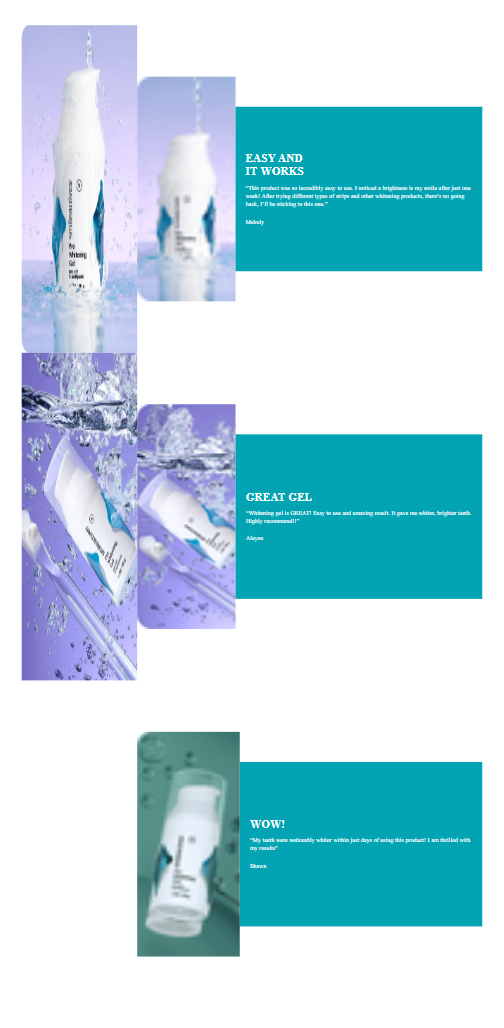 smileactives
Pro
Whitening
Gel
EASY AND
IT WORKS
"This product was so incredibly easy to use. I noticed a brightness in my smile after just one
week! After trying different types of strips and other whitening products, there's no going
back, I'll be sticking to this one."
Melody
GREAT GEL
"Whitening gel is GREAT! Easy to use and amazing result. It gave me whiter, brighter teeth.
Highly recommend!!"
Alayna
WOW!
"My teeth were noticeably whiter within just days of using this product! I am thrilled with
my results"
Shawn